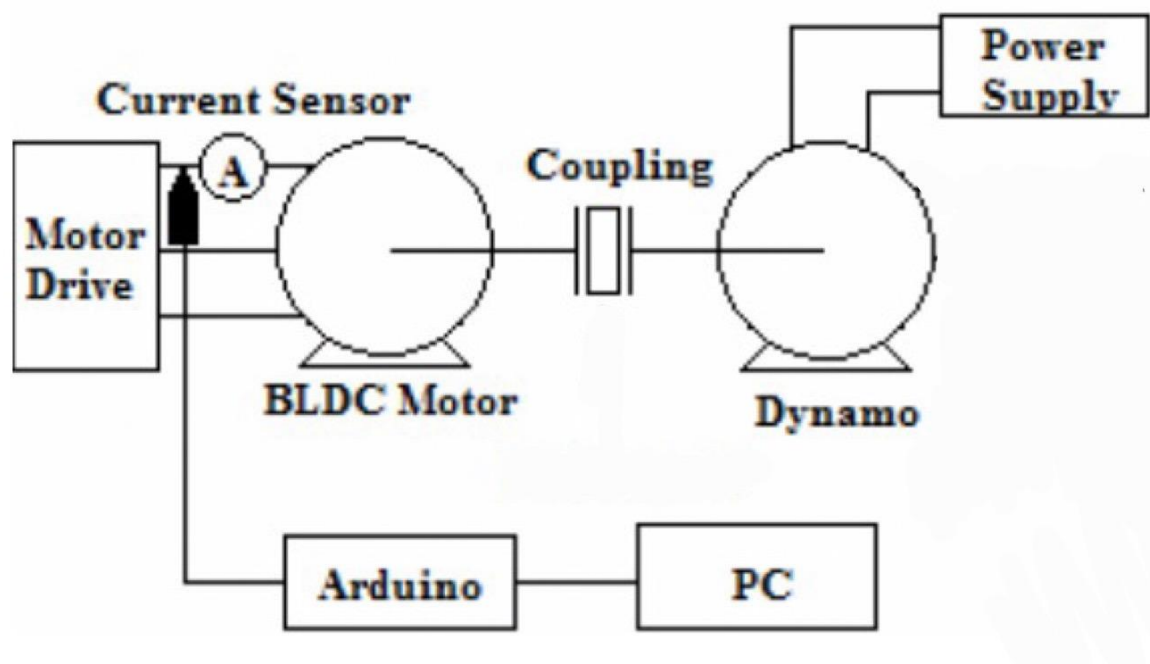 Power
Supply
Current Sensor
A
Coupling
Motor
Drive
BLDC Motor
Dynamo
Arduino
PC